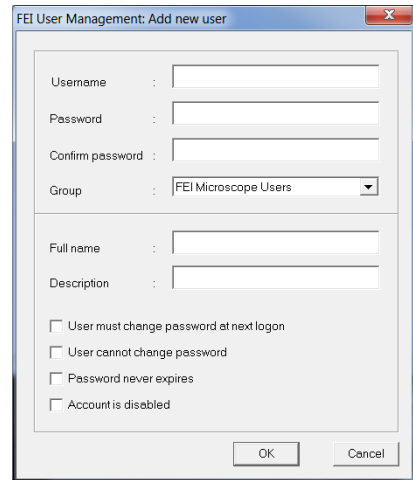 FEI User Management: Add new user
Username :
Password :
Confirm password :
Group : FEI Microscope Users
Full name :
Description :
User must change password at next logon
User cannot change password
Password never expires
Account is disabled
OK Cancel